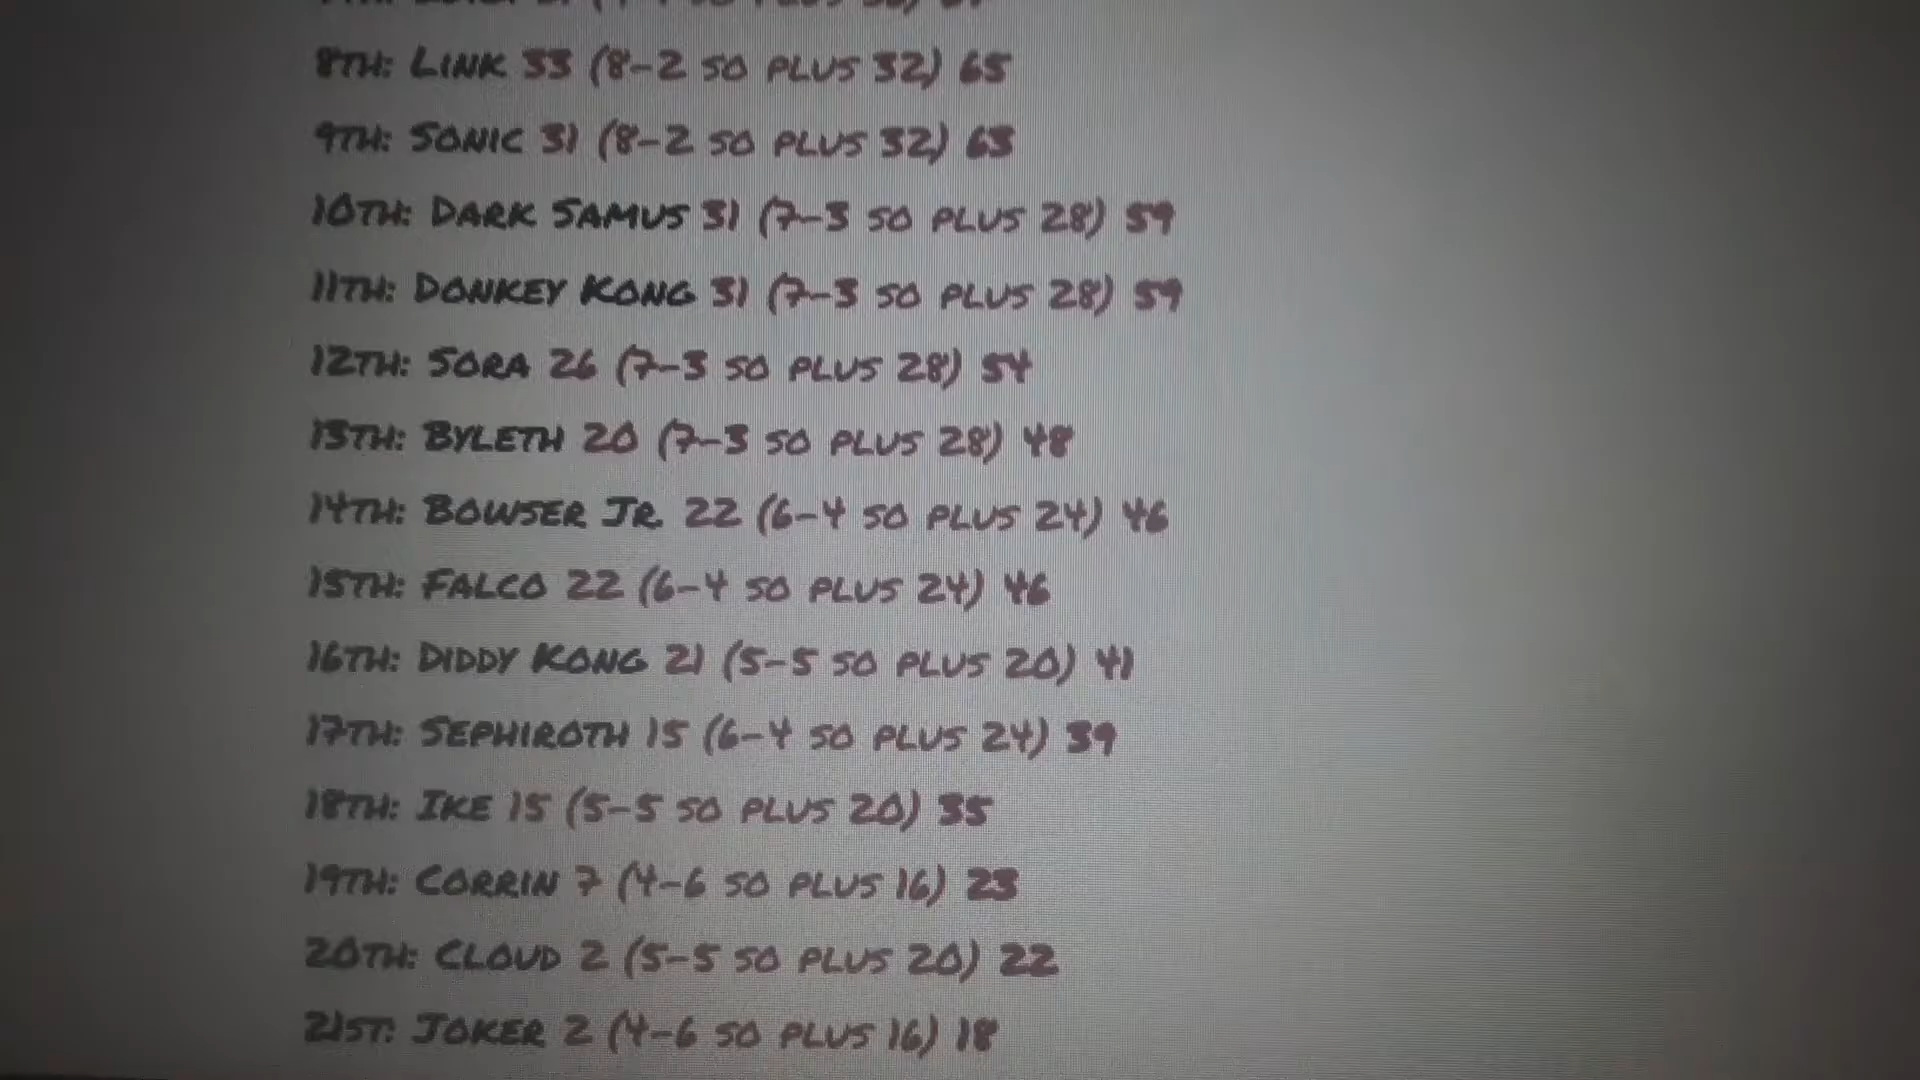 8TH: LINK 33 (8-2 SO PLUS 32) 65
9TH: SONIC 31 (8-2 SO PLUS 32) 63
10TH: DARK SAMUS 31 (7-3 SO PLUS 28) 59
11TH: DONKEY KONG 31 (7-3 SO PLUS 28) 59
12TH: SORA 26 (7-3 SO PLUS 28) 54
13TH: BYLETH 20 (7-3 SO PLUS 28) 48
14TH: BOWSER JR. 22 (6-4 SO PLUS 24) 46
15TH: FALCO 22 (6-4 SO PLUS 24) 46
16TH: DIDDY KONG 21 (5-5 SO PLUS 20) 41
17TH: SEPHIROTH 15 (6-4 SO PLUS 24) 39
18TH: IKE 15 (5-5 SO PLUS 20) 35
19TH: CORRIN 7 (4-6 SO PLUS 16) 23
20TH: CLOUD 2 (5-5 SO PLUS 20) 22
21ST: JOKER 2 (4-6 SO PLUS 16) 18